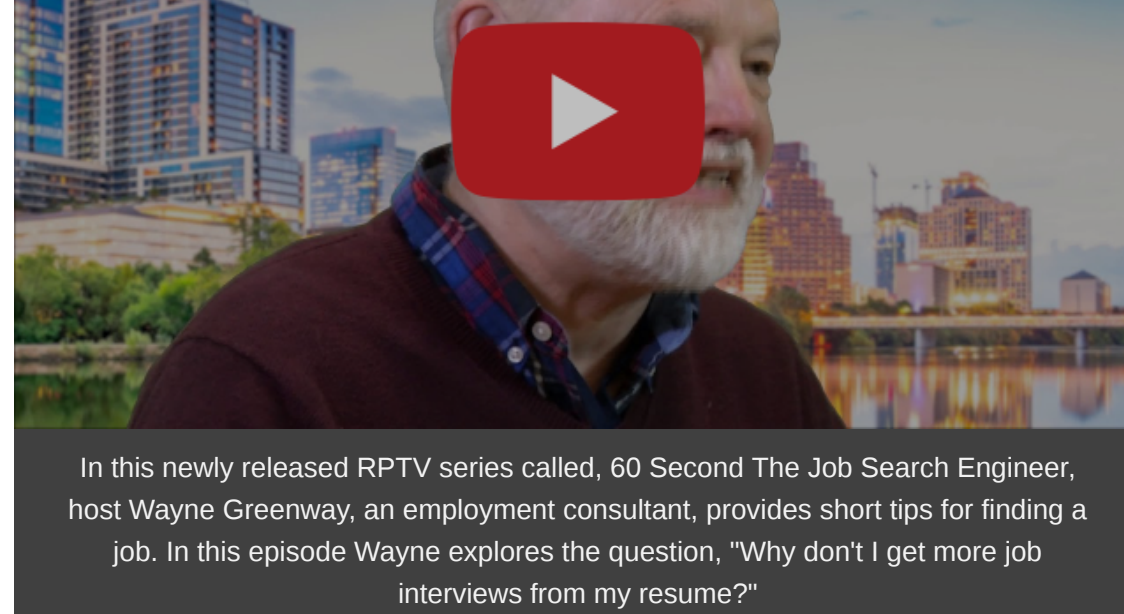 In this newly released RPTV series called, 60 Second The Job Search Engineer,
host Wayne Greenway, an employment consultant, provides short tips for finding a
job. In this episode Wayne explores the question, "Why don't I get more job
interviews from my resume?"